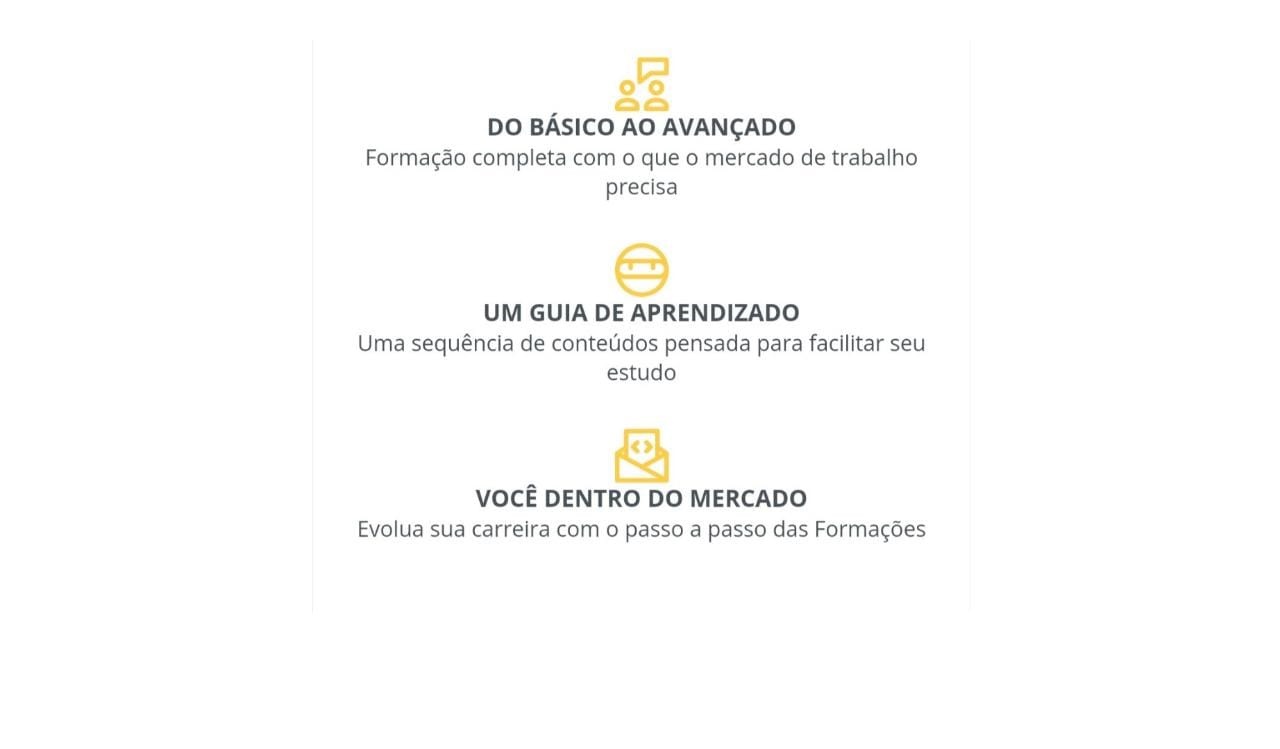 DO BÁSICO AO AVANÇADO
Formação completa com o que o mercado de trabalho
precisa
UM GUIA DE APRENDIZADO
Uma sequência de conteúdos pensada para facilitar seu
estudo
VOCÊ DENTRO DO MERCADO
Evolua sua carreira com o passo a passo das Formações